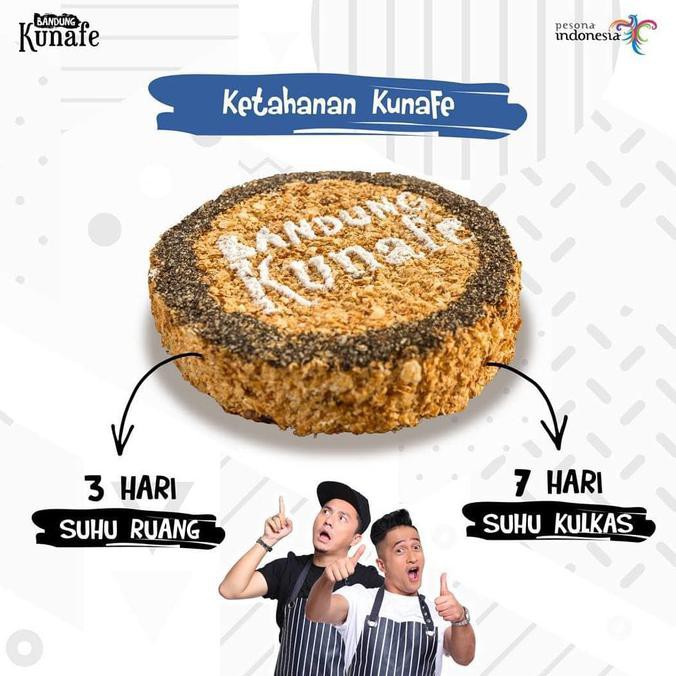 BANDUNG
Kunafe
pesona
indonesia
Ketahanan Kunafe
BANDUNG
Kunafe
3 HARI
SUHU RUANG
7 HARI
SUHU KULKAS